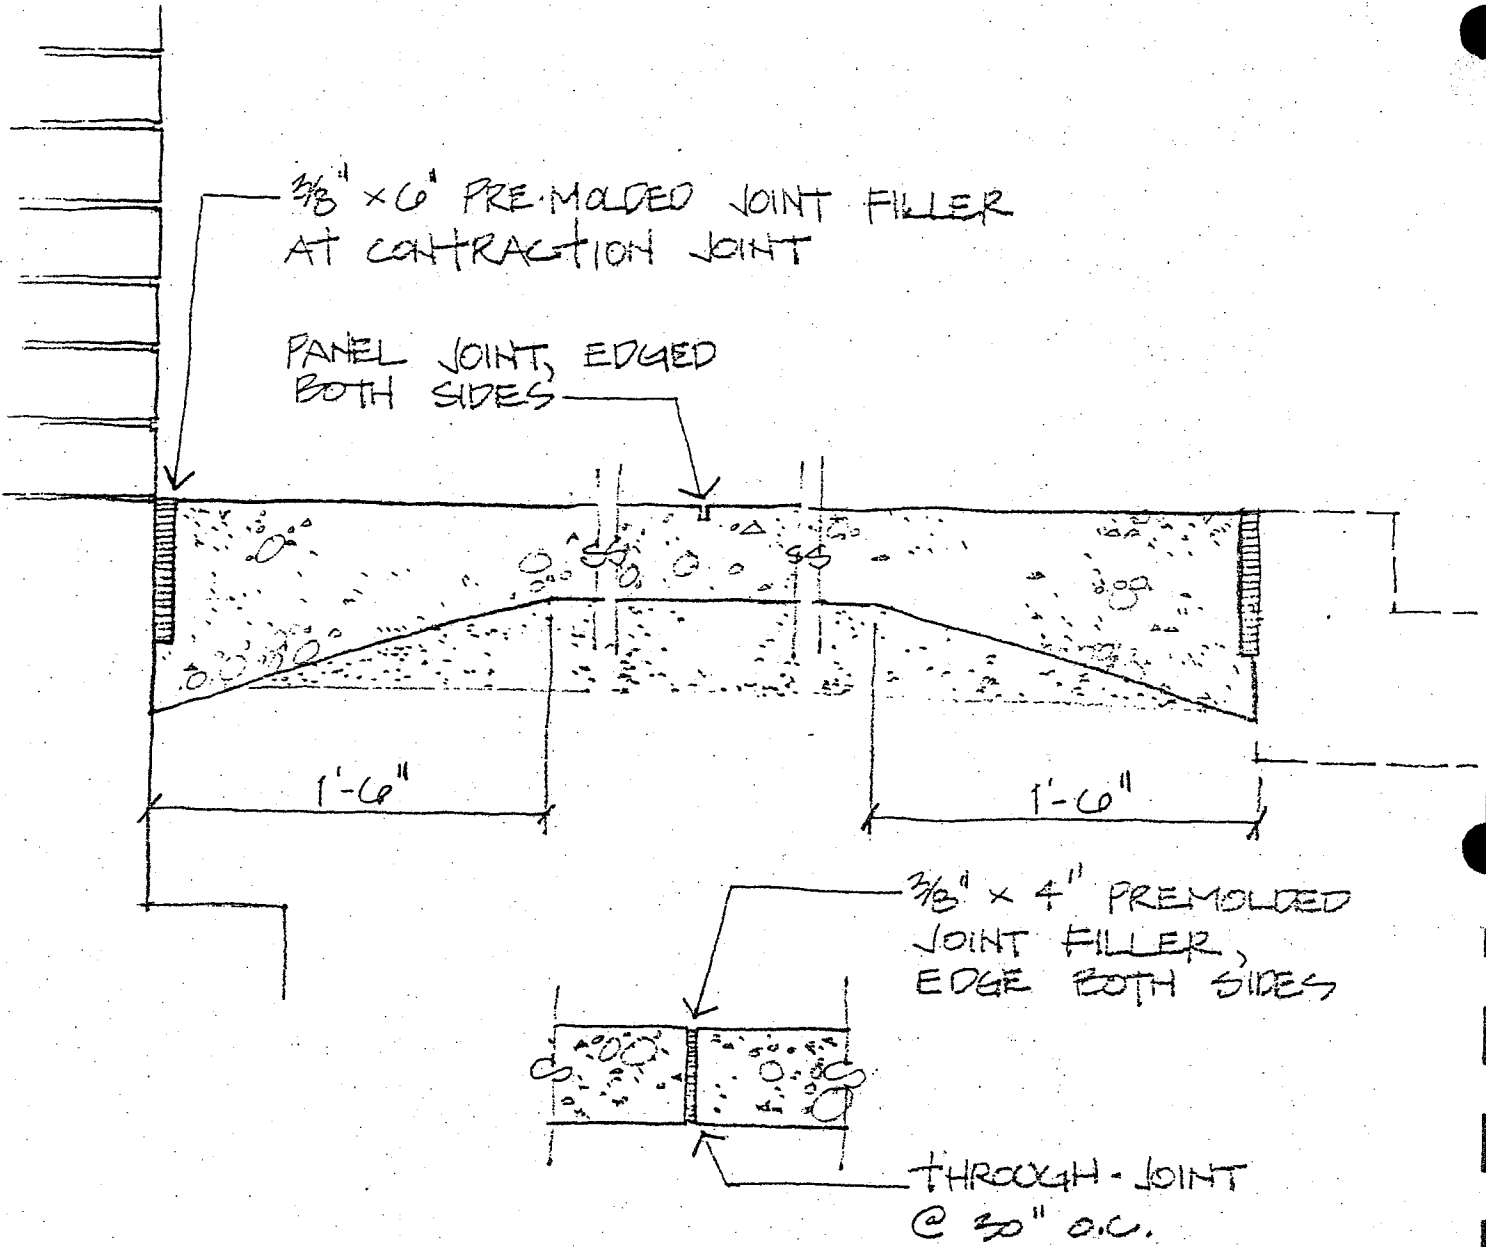 3/8" x 6" PRE-MOLDED JOINT FILLER
AT CONTRACTION JOINT
PANEL JOINT, EDGED
BOTH SIDES
1'-6"
1'-6"
3/8" x 4" PREMOLDED
JOINT FILLER,
EDGE BOTH SIDES
THROUGH-JOINT
@ 30" O.C.